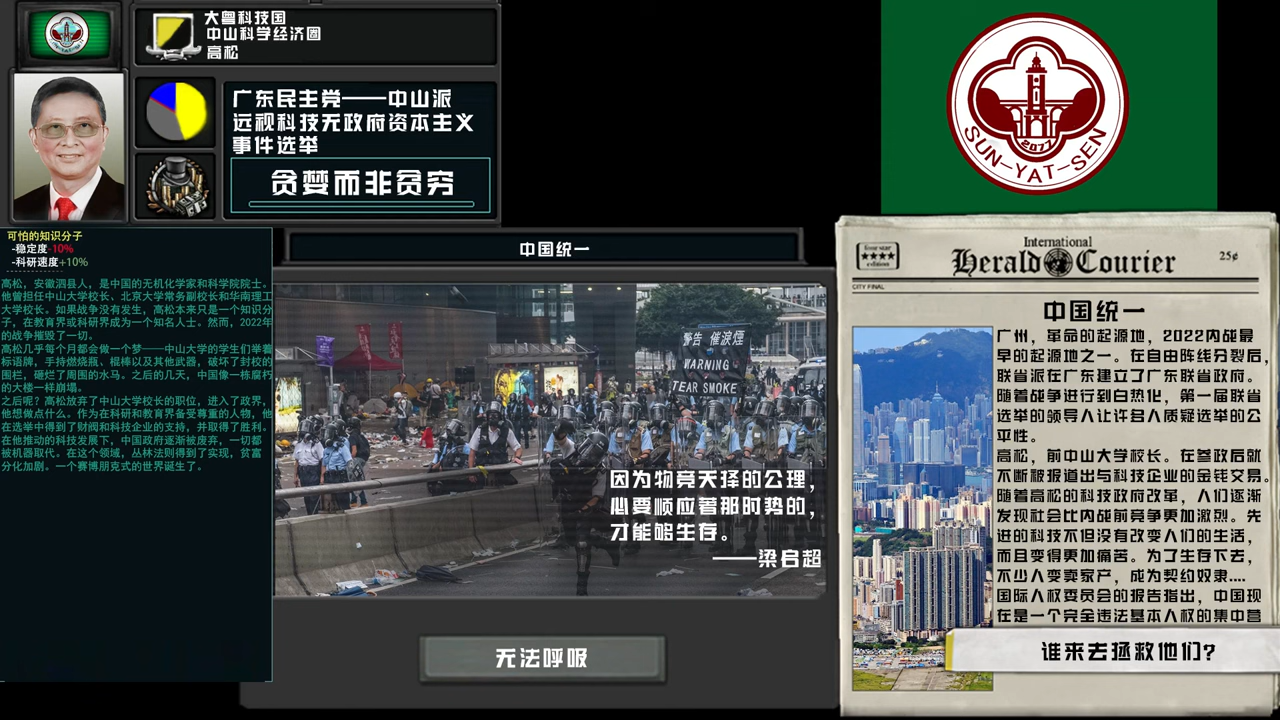 大粤科技国
中山科学经济圈
高松
广东民主党——中山派
远视科技无政府资本主义
事件选举
贪婪而非贫穷
可怕的知识分子
-稳定度-10%
-科研速度+10%
高松，安徽泗县人，是中国的无机化学家和科学院院士。
他曾担任中山大学校长、北京大学常务副校长和华南理工
大学校长。如果战争没有发生，高松本来只是一个知识分
子，在教育界或科研界成为一个知名人士。然而，2022年
的战争摧毁了一切。
高松几乎每个月都会做一个梦——中山大学的学生们举着
标语牌，手持燃烧瓶、棍棒以及其他武器，破坏了封校的
围栏，砸烂了周围的水马。之后的几天，中国像一栋腐朽
的大楼一样崩塌。
之后呢？高松放弃了中山大学校长的职位，进入了政界，
他想做点什么。作为在科研和教育界备受尊重的人物，他
在选举中得到了财阀和科技企业的支持，并取得了胜利。
在他推动的科技发展下，中国政府逐渐被废弃，一切都
被机器取代。在这个领域，丛林法则得到了实现，贫富
分化加剧。一个赛博朋克式的世界诞生了。
中国统一
警告 催淚煙
WARNING
TEAR SMOKE
因为物竞天择的公理，
必要顺应着那时势的，
才能够生存。
——梁启超
无法呼吸
SUN-YAT-SEN
2077
four star
edition
International
Herald Courier
25¢
CITY FINAL
中国统一
广州，革命的起源地，2022内战最
早的起源地之一。在自由阵线分裂后，
联省派在广东建立了广东联省政府。
随着战争进行到白热化，第一届联省
选举的领导人让许多人质疑选举的公
平性。
高松，前中山大学校长。在参政后就
不断被报道出与科技企业的金钱交易。
随着高松的科技政府改革，人们逐渐
发现社会比内战前竞争更加激烈。先
进的科技不但没有改变人们的生活，
而且变得更加痛苦。为了生存下去，
不少人变卖家产，成为契约奴隶....
国际人权委员会的报告指出，中国现
在是一个完全违法基本人权的集中营
谁来去拯救他们?